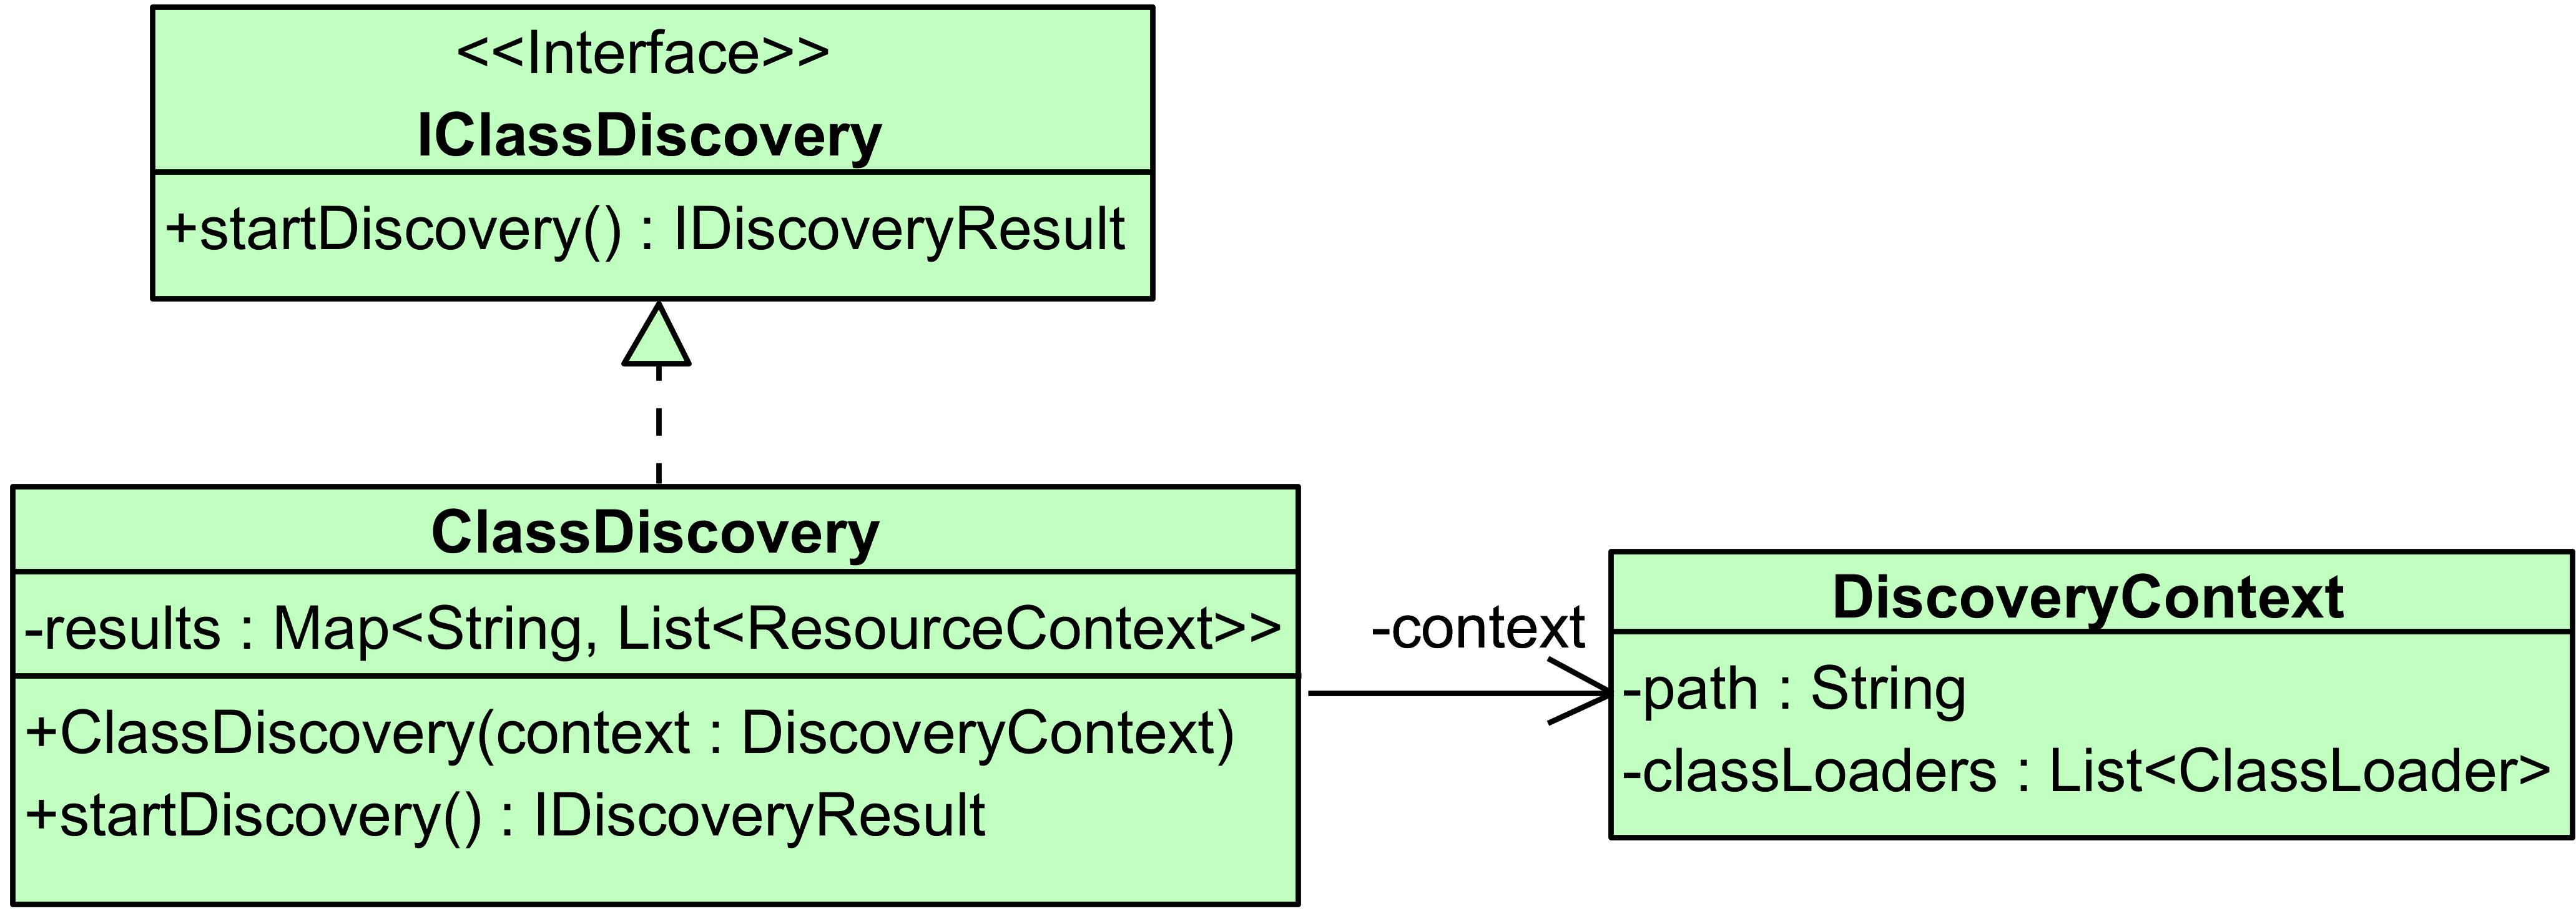 <<Interface>>
IClassDiscovery
+startDiscovery() : IDiscoveryResult
ClassDiscovery
-results : Map<String, List<ResourceContext>>
+ClassDiscovery(context : DiscoveryContext)
+startDiscovery() : IDiscoveryResult
-context
DiscoveryContext
-path : String
-classLoaders : List<ClassLoader>